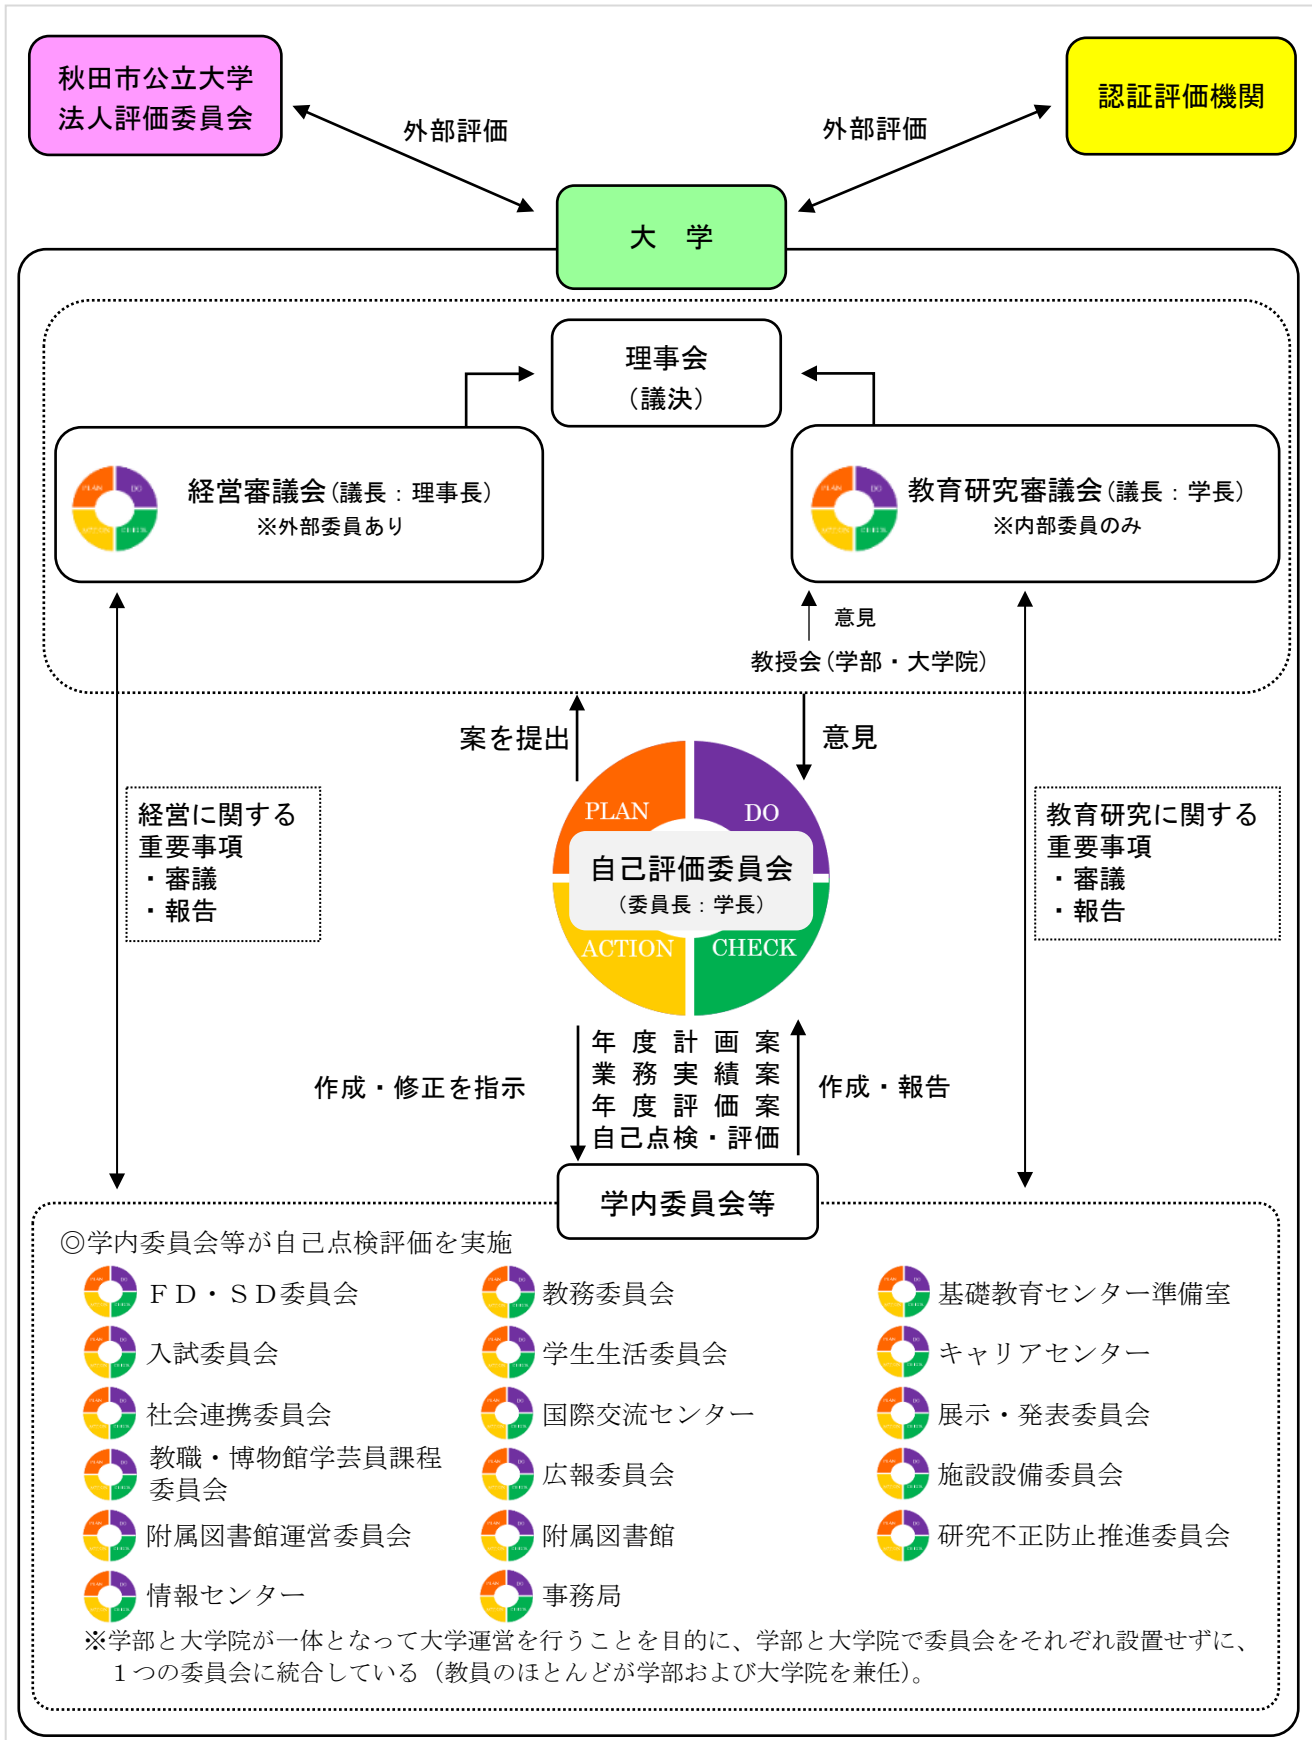 秋田市公立大学
法人評価委員会
認証評価機関
外部評価
外部評価
大　学
理事会
（議決）
PLAN
DO
ACTION
CHECK
経営審議会（議長：理事長）
※外部委員あり
PLAN
DO
ACTION
CHECK
教育研究審議会（議長：学長）
※内部委員のみ
意見
教授会（学部・大学院）
案を提出
意見
経営に関する
重要事項
・審議
・報告
PLAN
DO
自己評価委員会
（委員長：学長）
ACTION
CHECK
教育研究に関する
重要事項
・審議
・報告
作成・修正を指示
年度計画案
業務実績案
年度評価案
自己点検・評価
作成・報告
学内委員会等
◎学内委員会等が自己点検評価を実施
ＦＤ・ＳＤ委員会
教務委員会
基礎教育センター準備室
入試委員会
学生生活委員会
キャリアセンター
社会連携委員会
国際交流センター
展示・発表委員会
教職・博物館学芸員課程
委員会
広報委員会
施設設備委員会
附属図書館運営委員会
附属図書館
研究不正防止推進委員会
情報センター
事務局
※学部と大学院が一体となって大学運営を行うことを目的に、学部と大学院で委員会をそれぞれ設置せずに、
１つの委員会に統合している（教員のほとんどが学部および大学院を兼任）。